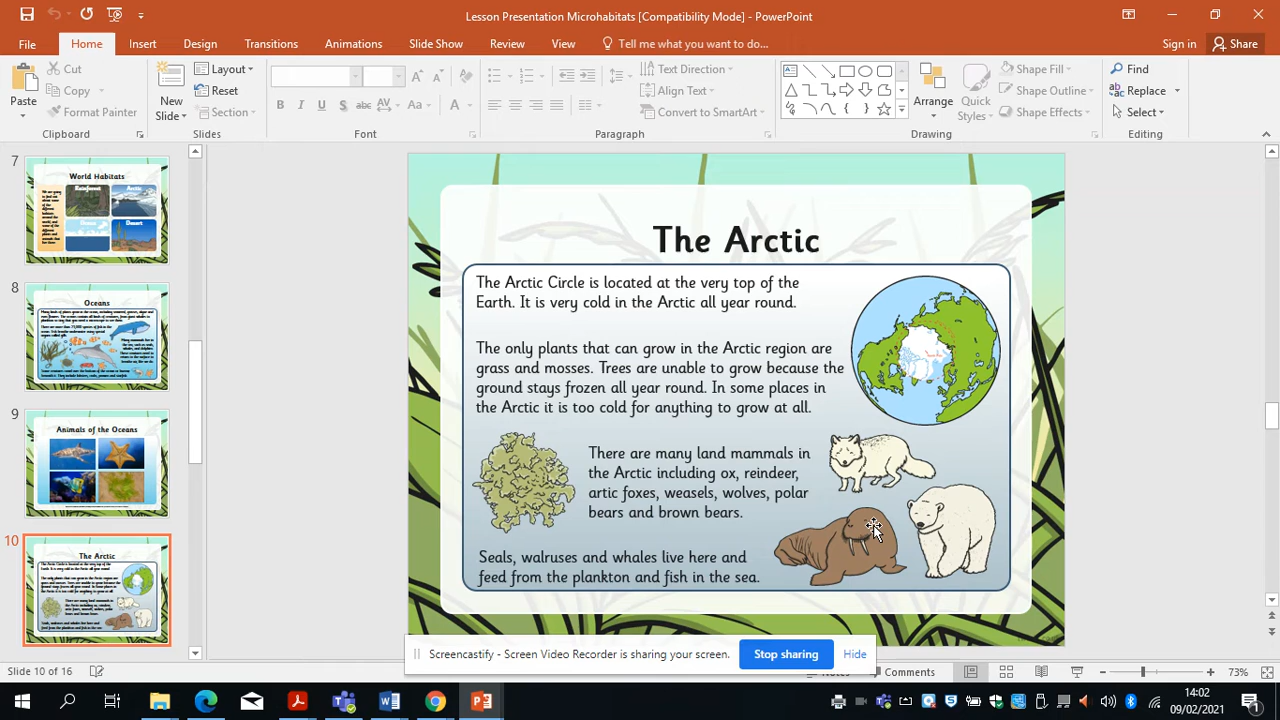 Lesson Presentation Microhabitats [Compatibility Mode] - PowerPoint
File Home Insert Design Transitions Animations Slide Show Review View Tell me what you want to do... Sign in Share
Paste
Cut
Copy
Format Painter
Clipboard
New
Slide
Layout
Reset
Section
Slides
Font
Paragraph
Text Direction
Align Text
Convert to SmartArt
Arrange
Quick
Styles
Shape Fill
Shape Outline
Shape Effects
Drawing
Find
Replace
Select
Editing
7
World Habitats
Rainforest
Arctic
Desert
8
Oceans
9
Animals of the Oceans
10
The Arctic
The Arctic
The Arctic Circle is located at the very top of the
Earth. It is very cold in the Arctic all year round.
The only plants that can grow in the Arctic region are
grass and mosses. Trees are unable to grow because the
ground stays frozen all year round. In some places in
the Arctic it is too cold for anything to grow at all.
There are many land mammals in
the Arctic including ox, reindeer,
artic foxes, weasels, wolves, polar
bears and brown bears.
Seals, walruses and whales live here and
feed from the plankton and fish in the sea.
Screencastify - Screen Video Recorder is sharing your screen. Stop sharing Hide
Slide 10 of 16 Notes Comments 73%
14:02
09/02/2021